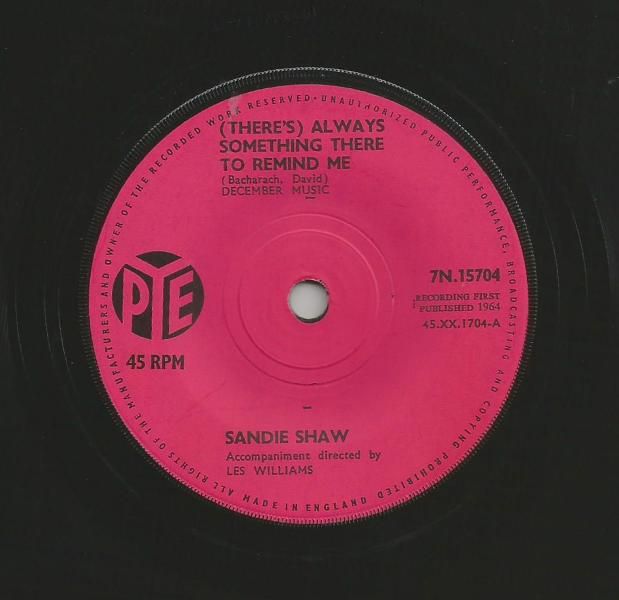 ALL RIGHTS OF THE MANUFACTURERS AND OWNER OF THE RECORDED WORK RESERVED · UNAUTHORIZED PUBLIC PERFORMANCE, BROADCASTING AND COPYING PROHIBITED
(THERE'S) ALWAYS
SOMETHING THERE
TO REMIND ME
(Bacharach, David)
DECEMBER MUSIC
PYE
45 RPM
7N.15704
RECORDING FIRST
PUBLISHED 1964
45.XX.1704-A
SANDIE SHAW
Accompaniment directed by
LES WILLIAMS
MADE IN ENGLAND